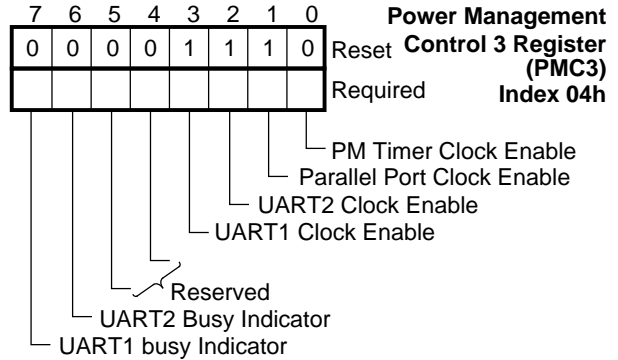 7 6 5 4 3 2 1 0
Power Management
0 0 0 0 1 1 1 0 Reset
Control 3 Register
(PMC3)
Required
Index 04h
PM Timer Clock Enable
Parallel Port Clock Enable
UART2 Clock Enable
UART1 Clock Enable
Reserved
UART2 Busy Indicator
UART1 busy Indicator